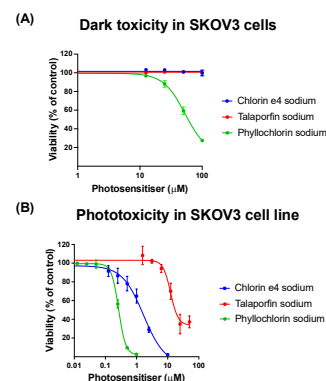 (A)
Dark toxicity in SKOV3 cells
Viability (% of control)
120
100
80
60
40
20
1
10
100
Photosensitiser (μM)
Chlorin e4 sodium
Talaporfin sodium
Phyllochlorin sodium
(B)
Phototoxicity in SKOV3 cell line
Viability (% of control)
120
100
80
60
40
20
0
0.01
0.1
1
10
100
Photosensitiser (μM)
Chlorin e4 sodium
Talaporfin sodium
Phyllochlorin sodium